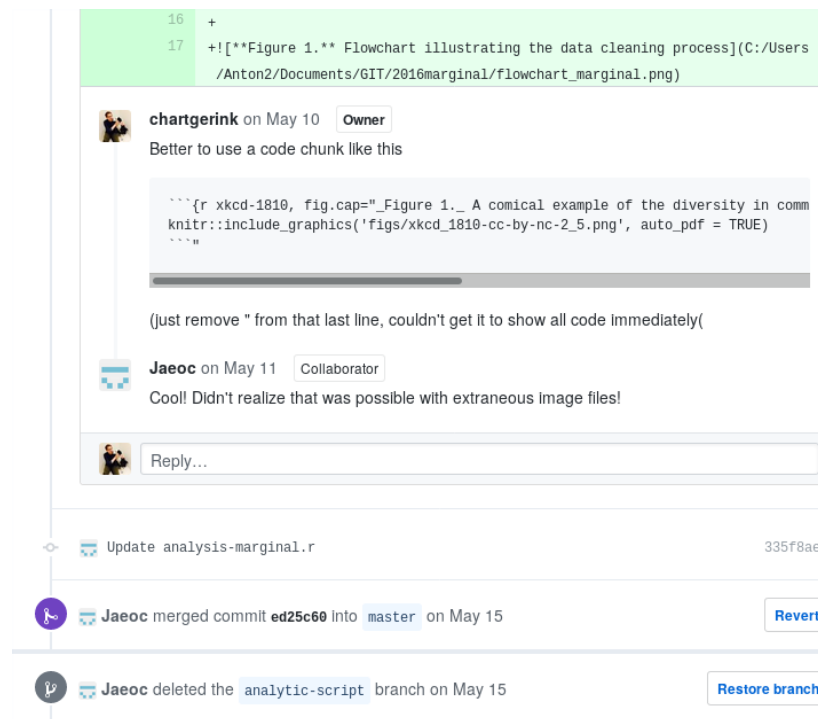 16 +
17 +![**Figure 1.** Flowchart illustrating the data cleaning process](C:/Users
/Anton2/Documents/GIT/2016marginal/flowchart_marginal.png)
chartgerink on May 10 Owner
Better to use a code chunk like this
```{r xkcd-1810, fig.cap="_Figure 1._ A comical example of the diversity in comm
knitr::include_graphics('figs/xkcd_1810-cc-by-nc-2_5.png', auto_pdf = TRUE)
```"
(just remove " from that last line, couldn't get it to show all code immediately(
Jaeoc on May 11 Collaborator
Cool! Didn't realize that was possible with extraneous image files!
Reply…
Update analysis-marginal.r 335f8ae
Jaeoc merged commit ed25c60 into master on May 15 Revert
Jaeoc deleted the analytic-script branch on May 15 Restore branch